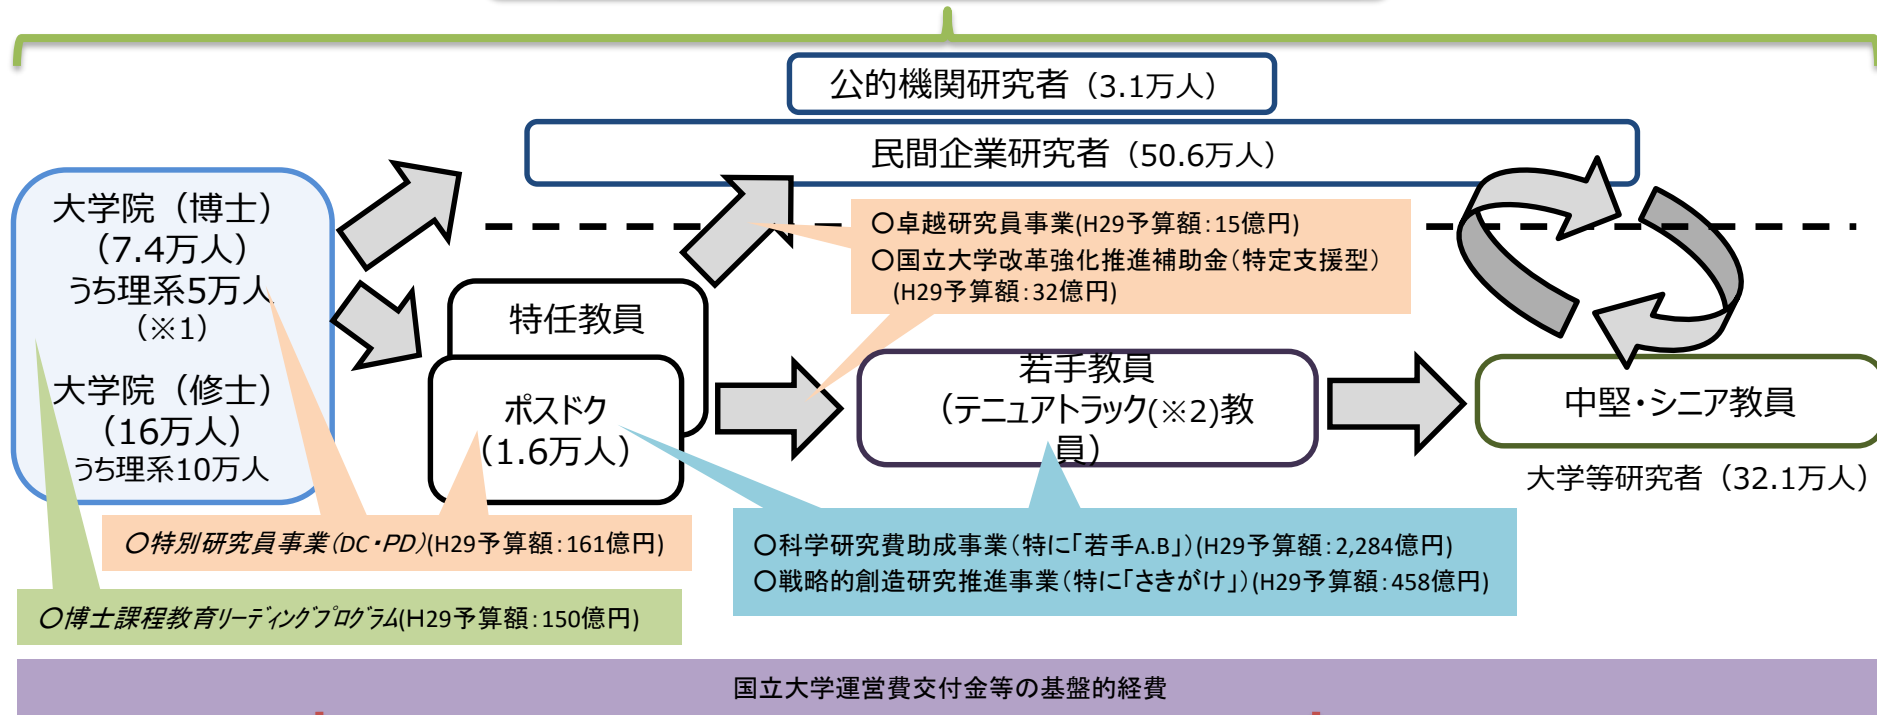 公的機関研究者（3.1万人）
民間企業研究者（50.6万人）
大学院（博士）
（7.4万人）
うち理系5万人
（※1）
大学院（修士）
（16万人）
うち理系10万人
○卓越研究員事業(H29予算額：15億円)
○国立大学改革強化推進補助金（特定支援型）
(H29予算額：32億円)
特任教員
ポスドク
（1.6万人）
若手教員
（テニュアトラック(※2)教
員）
中堅・シニア教員
大学等研究者（32.1万人）
○特別研究員事業（DC・PD）(H29予算額：161億円)
○科学研究費助成事業（特に「若手A.B」）(H29予算額：2,284億円)
○戦略的創造研究推進事業（特に「さきがけ」）(H29予算額：458億円)
○博士課程教育ﾘｰﾃﾞｨﾝｸﾞﾌﾟﾛｸﾞﾗﾑ(H29予算額：150億円)
国立大学運営費交付金等の基盤的経費